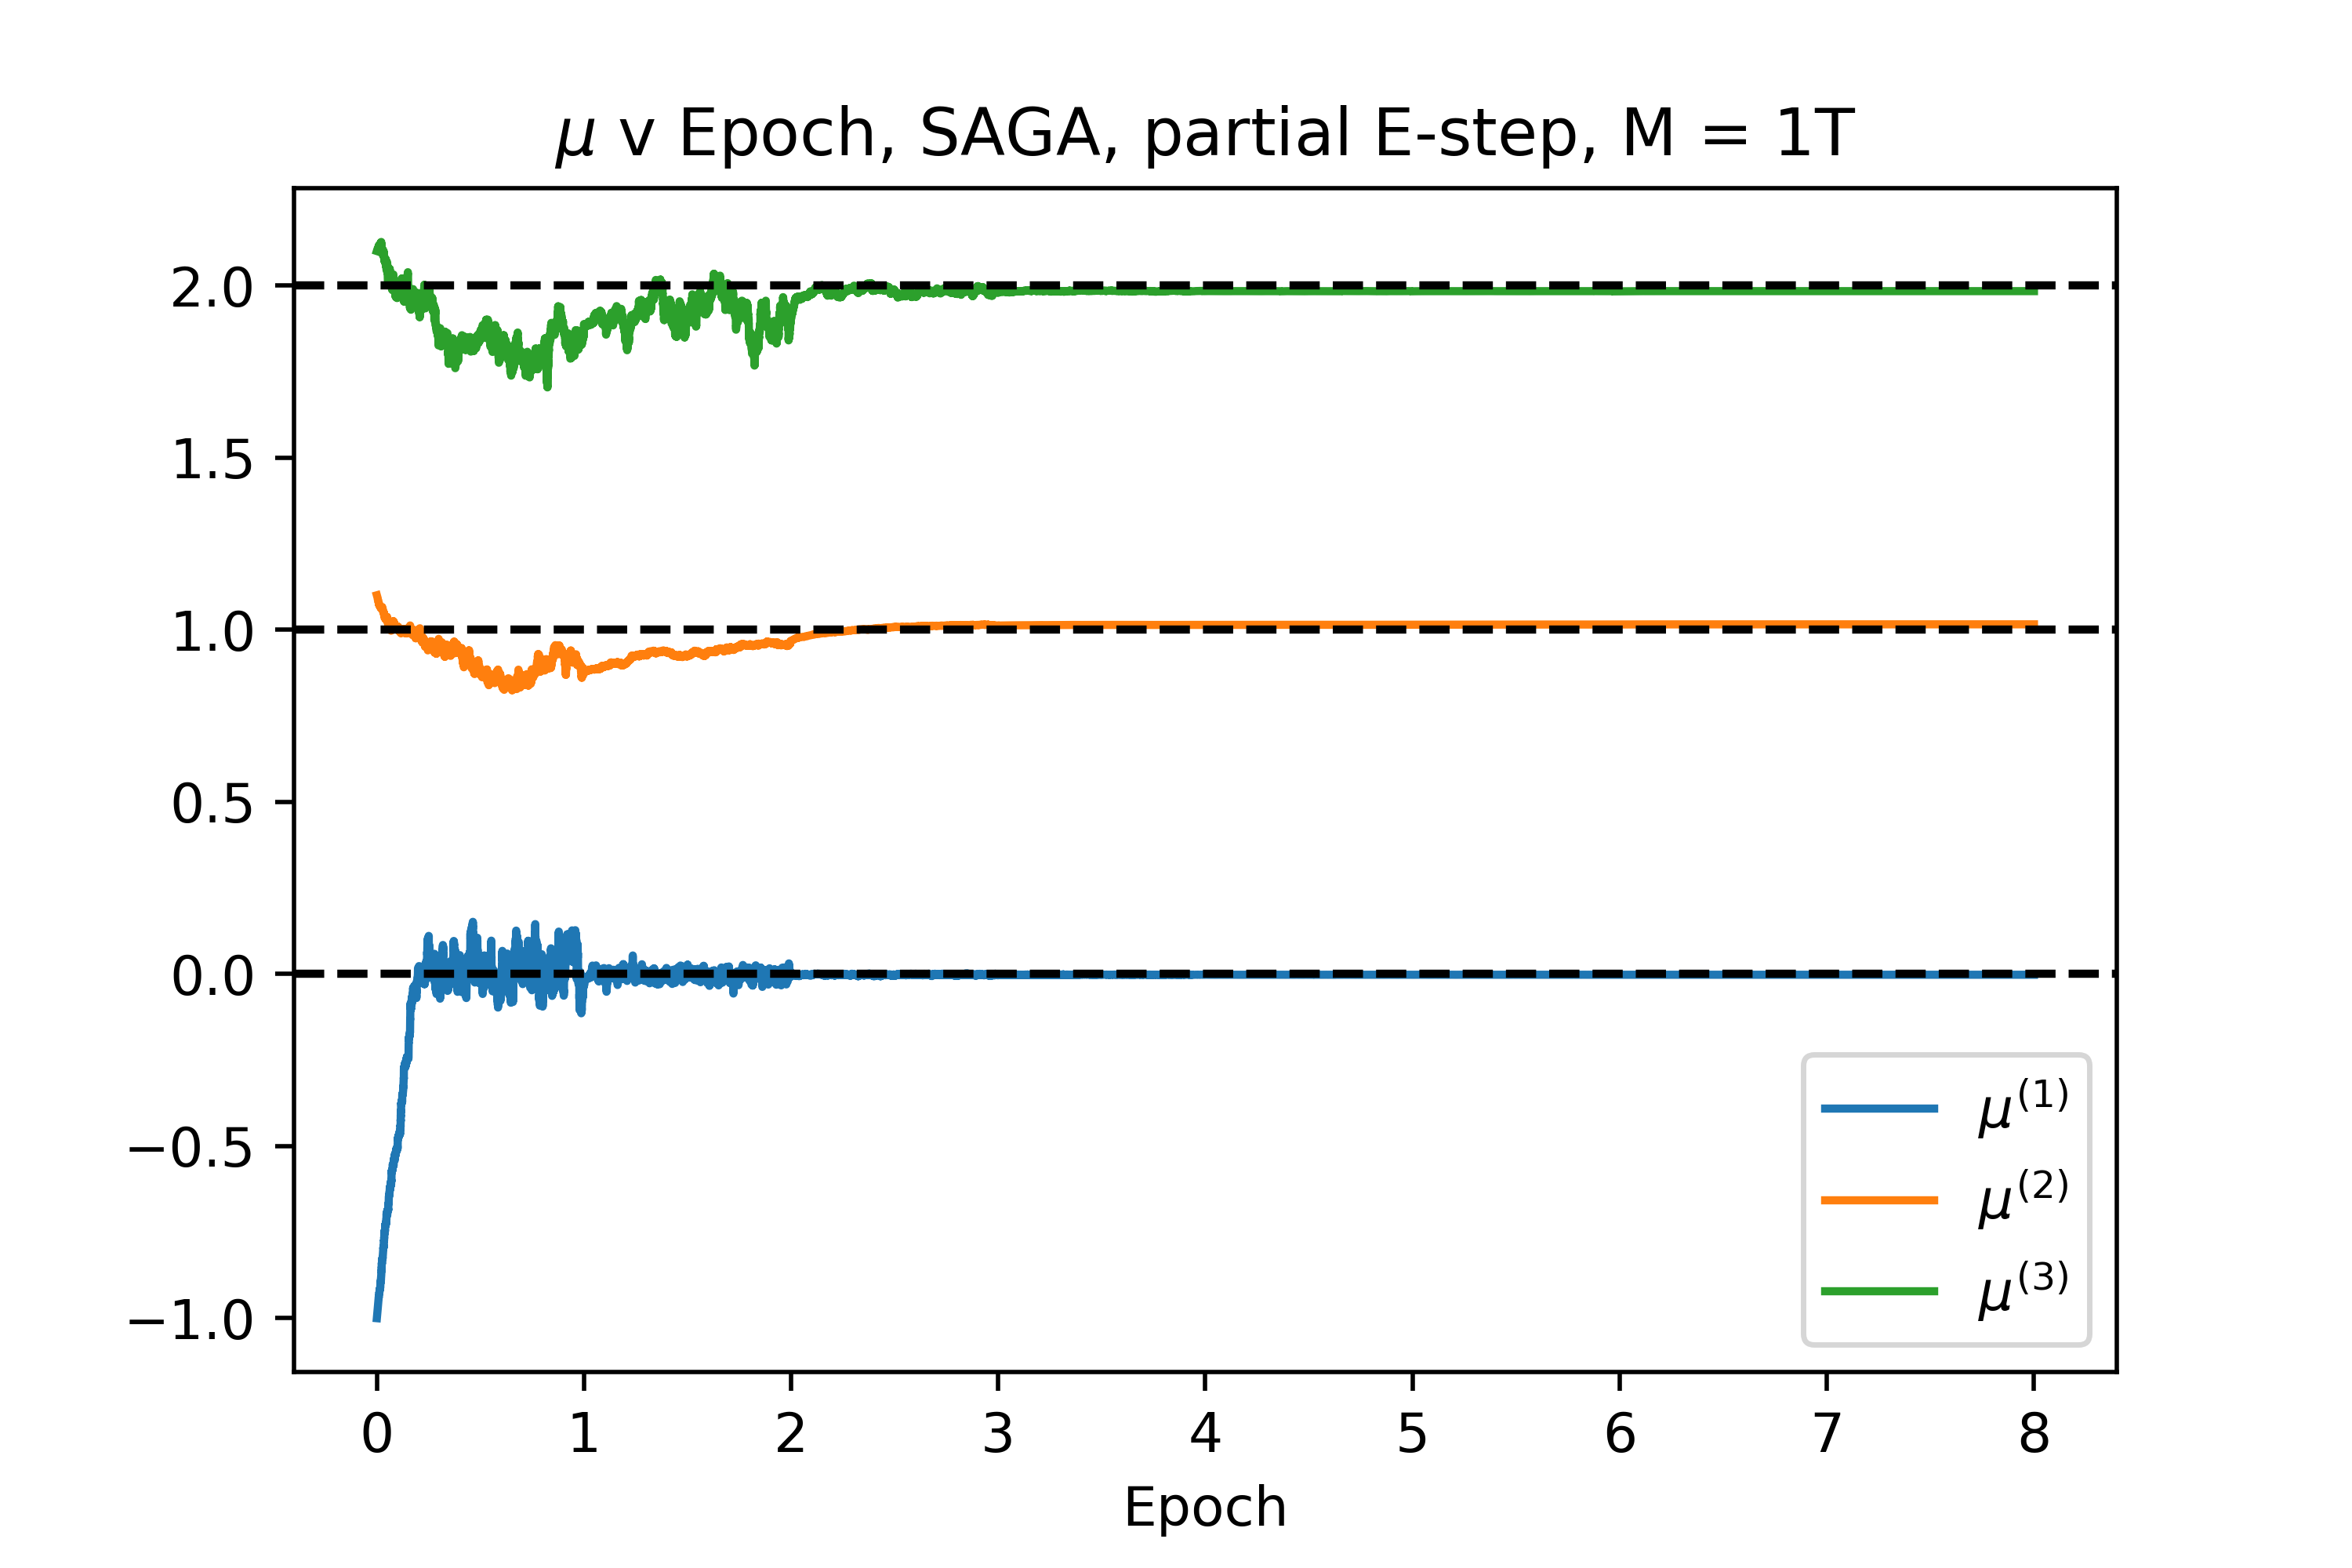 μ v Epoch, SAGA, partial E-step, M = 1T
2.0
1.5
1.0
0.5
0.0
−0.5
−1.0
μ⁽¹⁾
μ⁽²⁾
μ⁽³⁾
0 1 2 3 4 5 6 7 8
Epoch